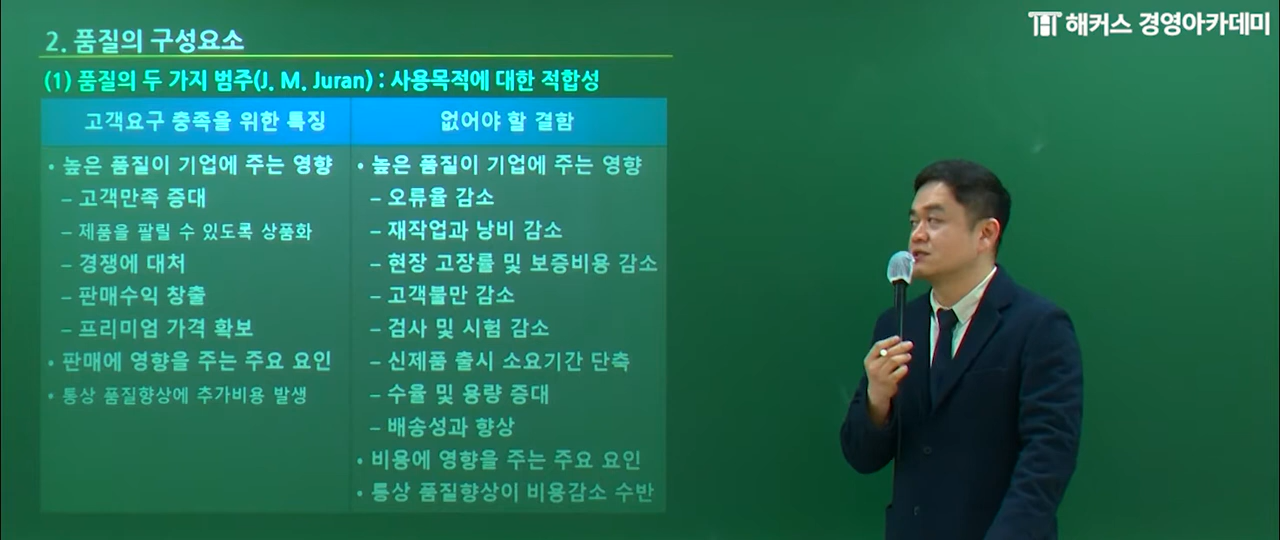 해커스 경영아카데미
2. 품질의 구성요소
(1) 품질의 두 가지 범주(J. M. Juran) : 사용목적에 대한 적합성
고객요구 충족을 위한 특징
• 높은 품질이 기업에 주는 영향
– 고객만족 증대
– 제품을 팔릴 수 있도록 상품화
– 경쟁에 대처
– 판매수익 창출
– 프리미엄 가격 확보
• 판매에 영향을 주는 주요 요인
• 통상 품질향상에 추가비용 발생
없어야 할 결함
• 높은 품질이 기업에 주는 영향
– 오류율 감소
– 재작업과 낭비 감소
– 현장 고장률 및 보증비용 감소
– 고객불만 감소
– 검사 및 시험 감소
– 신제품 출시 소요기간 단축
– 수율 및 용량 증대
– 배송성과 향상
• 비용에 영향을 주는 주요 요인
• 통상 품질향상이 비용감소 수반